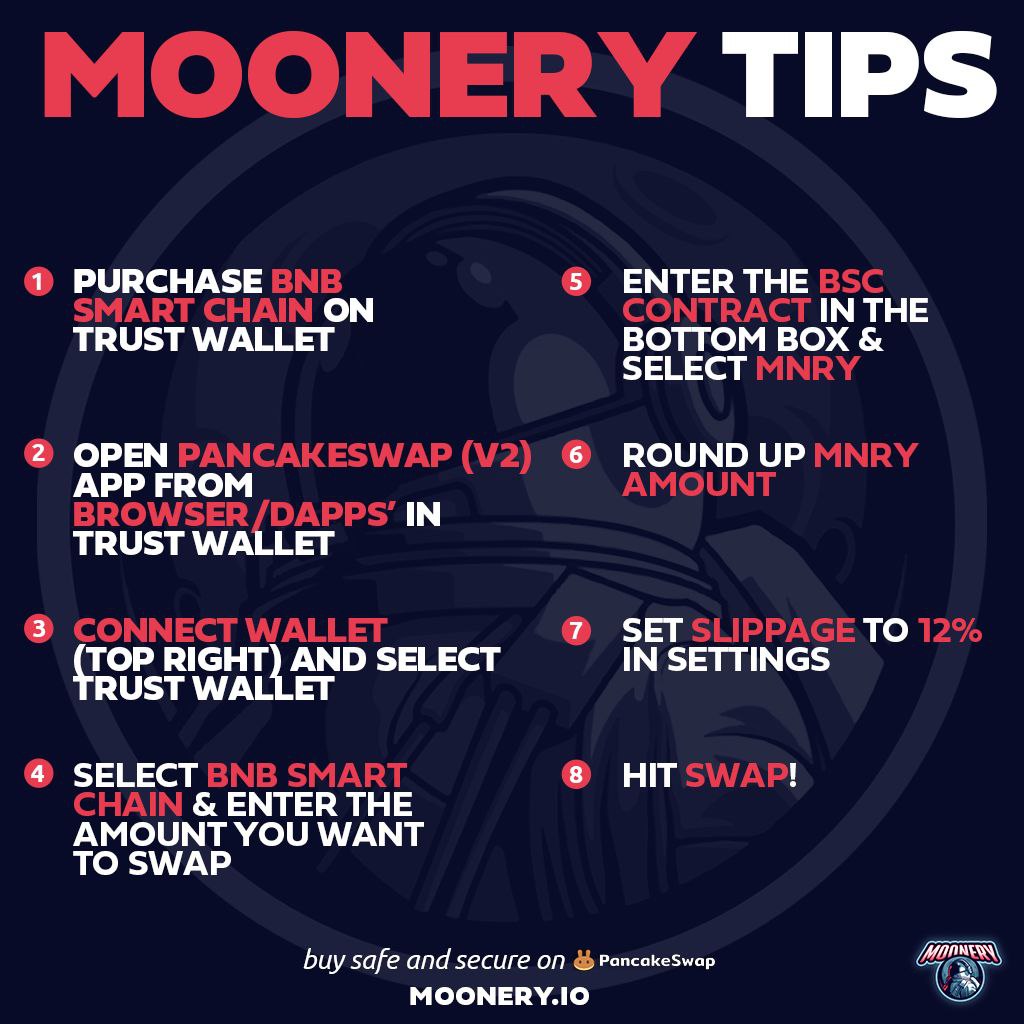 MOONERY TIPS
1 PURCHASE BNB
SMART CHAIN ON
TRUST WALLET
2 OPEN PANCAKESWAP (V2)
APP FROM
BROWSER/DAPPS’ IN
TRUST WALLET
3 CONNECT WALLET
(TOP RIGHT) AND SELECT
TRUST WALLET
4 SELECT BNB SMART
CHAIN & ENTER THE
AMOUNT YOU WANT
TO SWAP
5 ENTER THE BSC
CONTRACT IN THE
BOTTOM BOX &
SELECT MNRY
6 ROUND UP MNRY
AMOUNT
7 SET SLIPPAGE TO 12%
IN SETTINGS
8 HIT SWAP!
buy safe and secure on PancakeSwap
MOONERY.IO
MOONERY